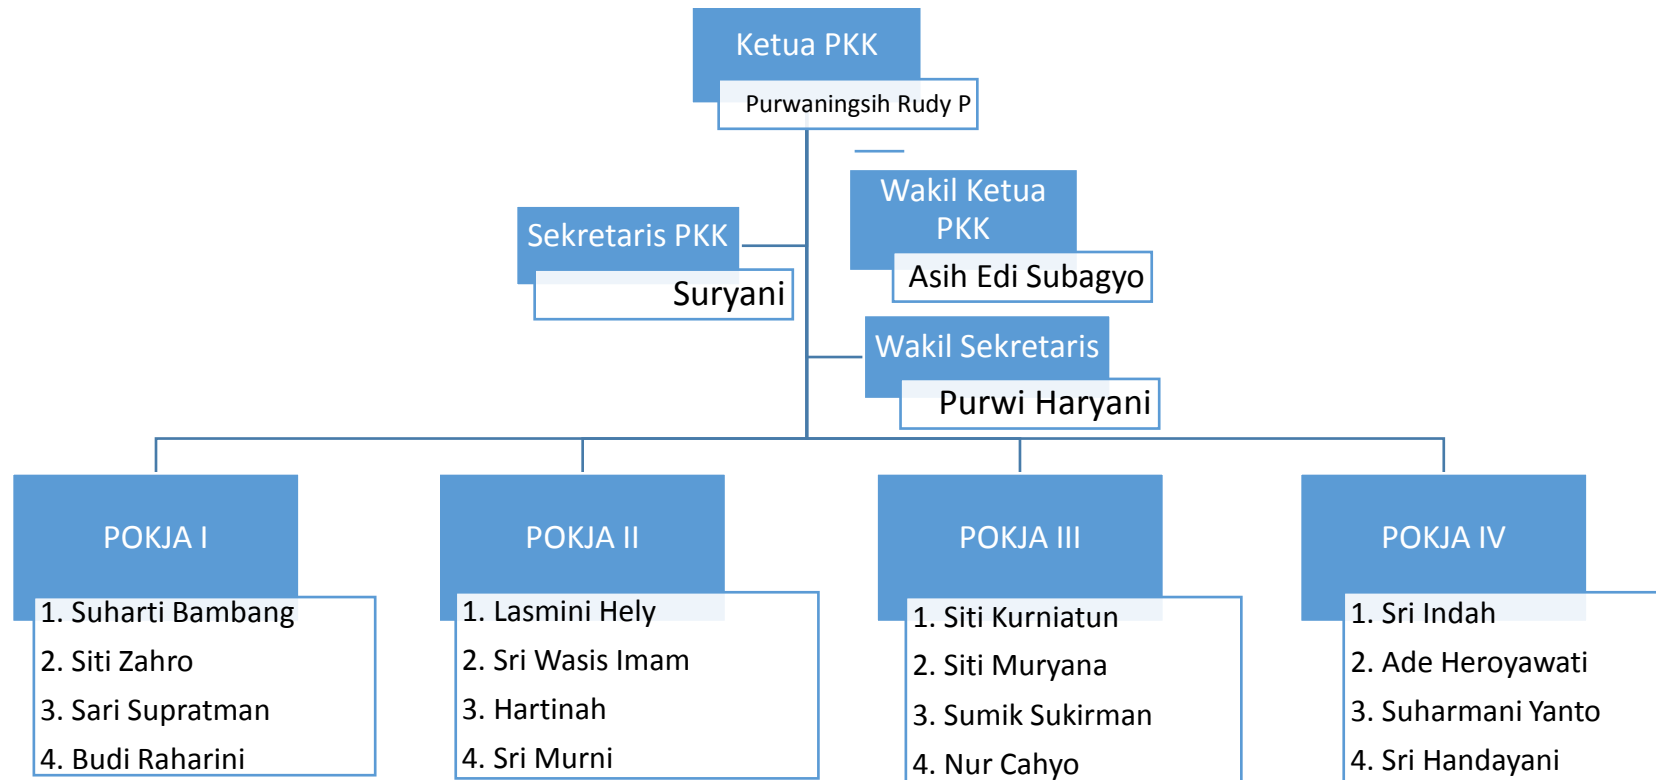 Ketua PKK
Purwaningsih Rudy P
Wakil Ketua
PKK
Asih Edi Subagyo
Sekretaris PKK
Suryani
Wakil Sekretaris
Purwi Haryani
POKJA I
1. Suharti Bambang
2. Siti Zahro
3. Sari Supratman
4. Budi Raharini
POKJA II
1. Lasmini Hely
2. Sri Wasis Imam
3. Hartinah
4. Sri Murni
POKJA III
1. Siti Kurniatun
2. Siti Muryana
3. Sumik Sukirman
4. Nur Cahyo
POKJA IV
1. Sri Indah
2. Ade Heroyawati
3. Suharmani Yanto
4. Sri Handayani